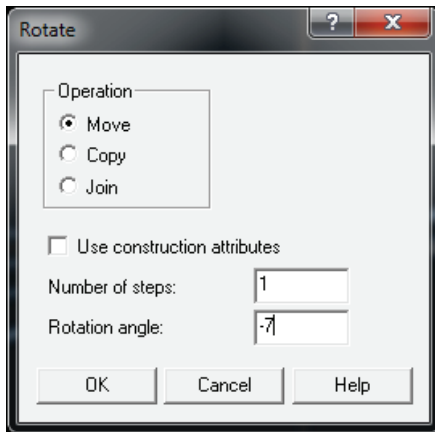 Rotate
Operation
Move
Copy
Join
Use construction attributes
Number of steps: 1
Rotation angle: -7
OK Cancel Help